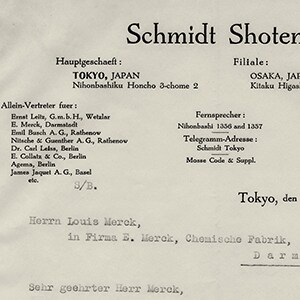 Schmidt Shoten
Hauptgeschaeft :
Filiale :
TOKYO, JAPAN
OSAKA, JAP
Nihonbashiku Honcho 3-chome 2
Kitaku Higas
Allein-Vertreter fuer :
Ernst Leitz, G.m.b.H., Wetzlar
E. Merck, Darmstadt
Emil Busch A. G., Rathenow
Nitsche & Guenther A. G., Rathenow
Dr. Carl Leiss, Berlin
E. Collatz & Co., Berlin
Agema, Berlin
James Jaquet A. G., Basel
etc.
S/B.
Fernsprecher :
Nihonbashi 1356 and 1357
Telegramm-Adresse :
Schmidt Tokyo
Mosse Code & Suppl.
Tokyo, den
Herrn Louis Merck,
in Firma E. Merck, Chemische Fabrik,
Darm
Sehr geehrter Herr Merck,